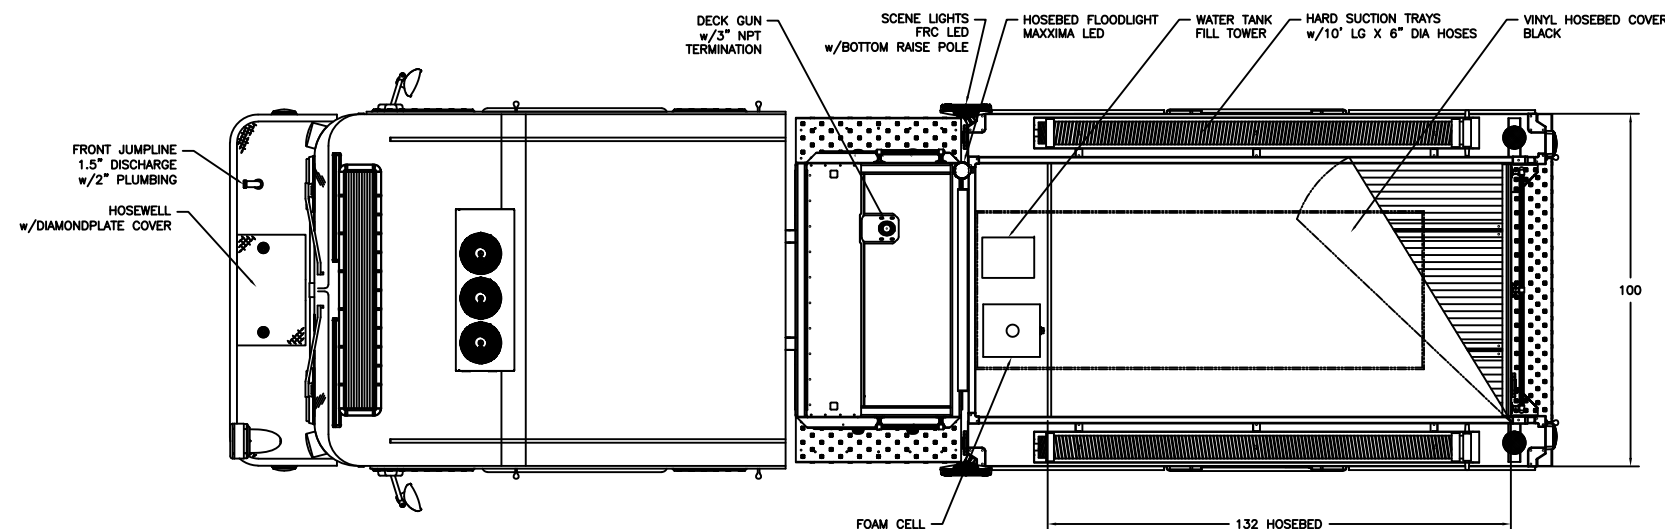 DECK GUN
w/3" NPT
TERMINATION
SCENE LIGHTS
FRC LED
w/BOTTOM RAISE POLE
HOSEBED FLOODLIGHT
MAXXIMA LED
WATER TANK
FILL TOWER
HARD SUCTION TRAYS
w/10' LG X 6" DIA HOSES
VINYL HOSEBED COVER
BLACK
FRONT JUMPLINE
1.5" DISCHARGE
w/2" PLUMBING
HOSEWELL
w/DIAMONDPLATE COVER
C
C
C
100
FOAM CELL
132 HOSEBED